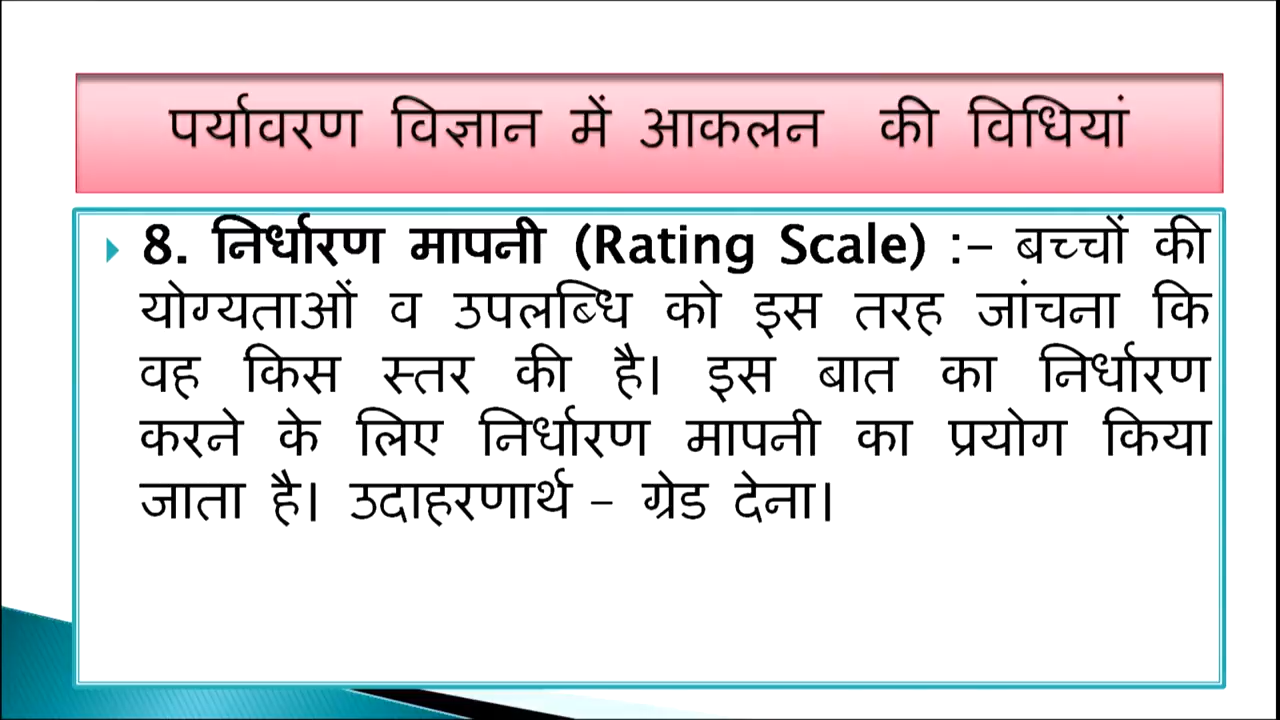 पर्यावरण विज्ञान में आकलन की विधियां
8. निर्धारण मापनी (Rating Scale) :– बच्चों की
योग्यताओं व उपलब्धि को इस तरह जांचना कि
वह किस स्तर की है। इस बात का निर्धारण
करने के लिए निर्धारण मापनी का प्रयोग किया
जाता है। उदाहरणार्थ – ग्रेड देना।